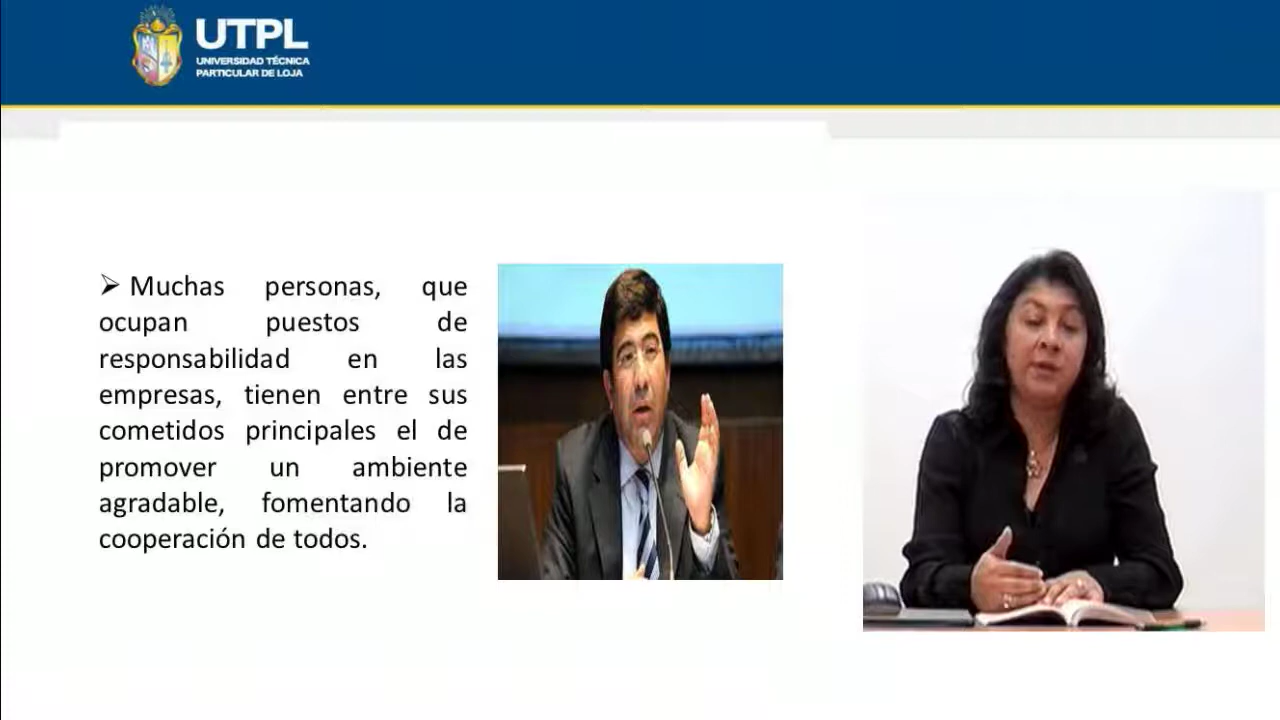 UTPL
UNIVERSIDAD TÉCNICA
PARTICULAR DE LOJA
➢ Muchas personas, que
ocupan puestos de
responsabilidad en las
empresas, tienen entre sus
cometidos principales el de
promover un ambiente
agradable, fomentando la
cooperación de todos.